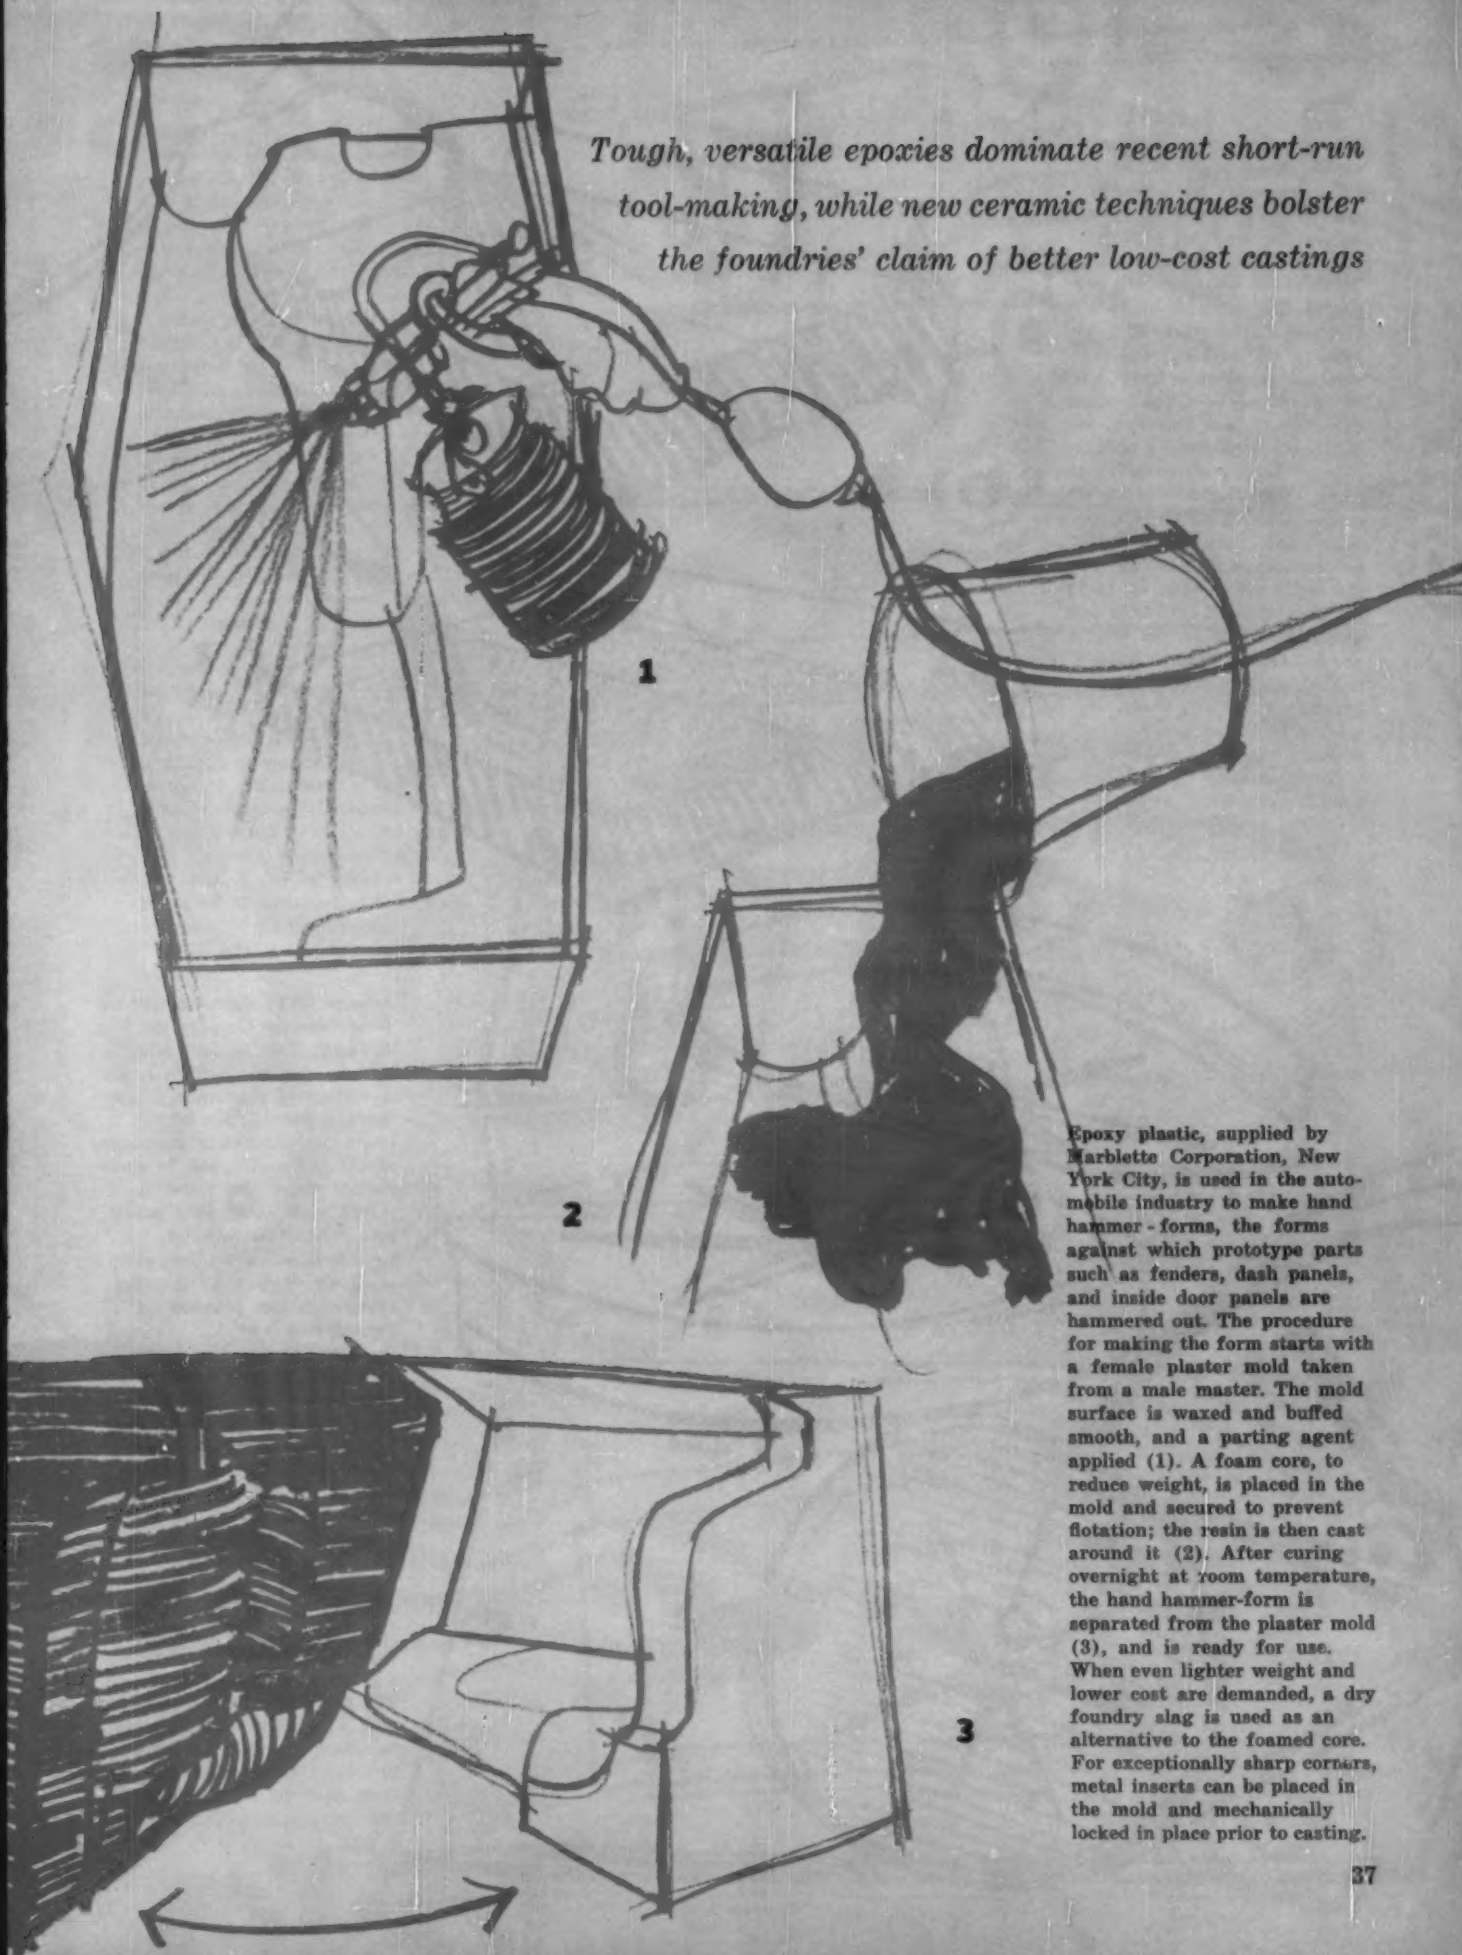 Tough, versatile epoxies dominate recent short-run
tool-making, while new ceramic techniques bolster
the foundries' claim of better low-cost castings
1
2
Epoxy plastic, supplied by
Marblette Corporation, New
York City, is used in the auto-
mobile industry to make hand
hammer-forms, the forms
against which prototype parts
such as fenders, dash panels,
and inside door panels are
hammered out. The procedure
for making the form starts with
a female plaster mold taken
from a male master. The mold
surface is waxed and buffed
smooth, and a parting agent
applied (1). A foam core, to
reduce weight, is placed in the
mold and secured to prevent
flotation; the resin is then cast
around it (2). After curing
overnight at room temperature,
the hand hammer-form is
separated from the plaster mold
(3), and is ready for use.
When even lighter weight and
lower cost are demanded, a dry
foundry slag is used as an
alternative to the foamed core.
For exceptionally sharp corners,
metal inserts can be placed in
the mold and mechanically
locked in place prior to casting.
3
37